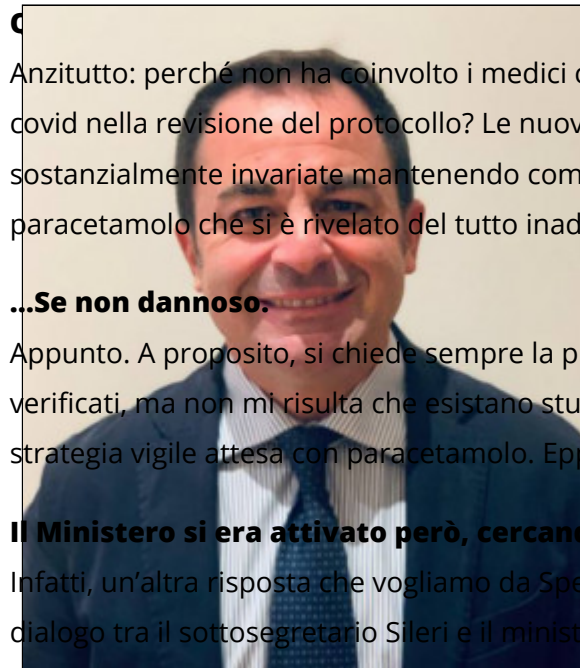 Anzitutto: perché non ha coinvolto i medici
covid nella revisione del protocollo? Le nuov
sostanzialmente invariate mantenendo com
paracetamolo che si è rivelato del tutto inad
...Se non dannoso.
Appunto. A proposito, si chiede sempre la p
verificati, ma non mi risulta che esistano stu
strategia vigile attesa con paracetamolo. Epp
Il Ministero si era attivato però, cercand
Infatti, un’altra risposta che vogliamo da Spe
dialogo tra il sottosegretario Sileri e il minist